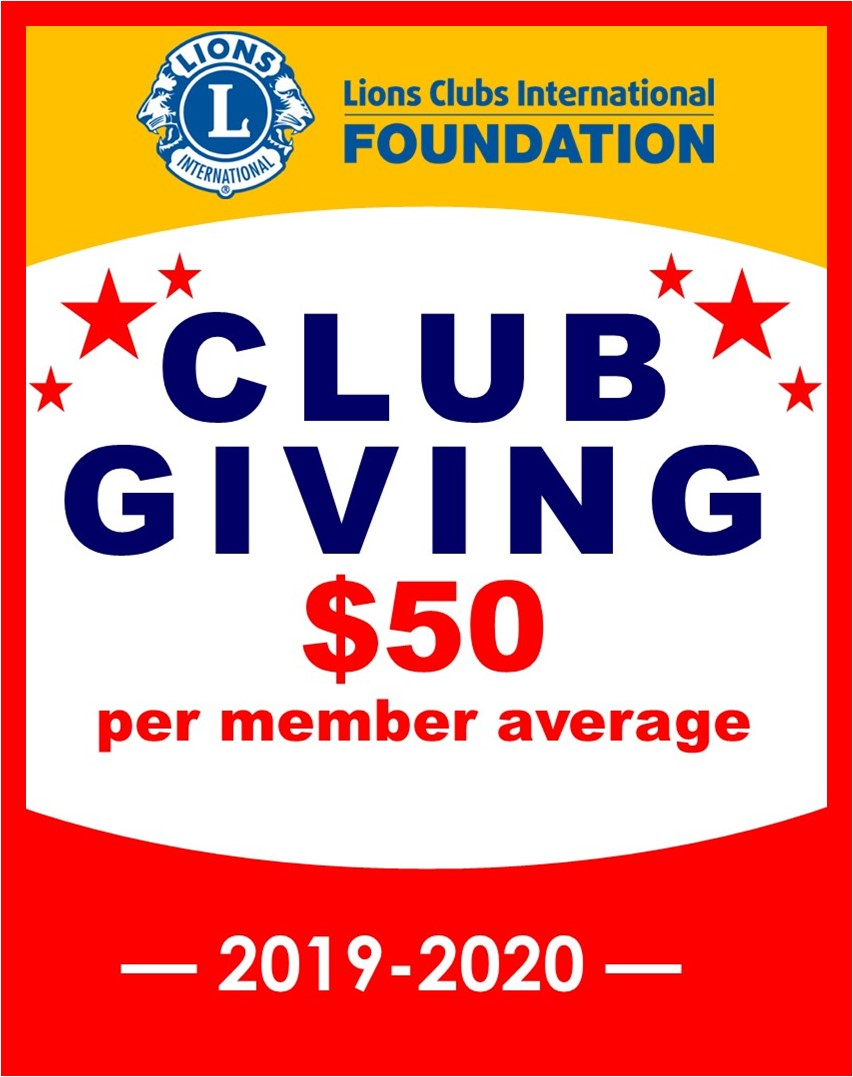 LIONS
L
INTERNATIONAL
®
Lions Clubs International
FOUNDATION
CLUB
GIVING
$50
per member average
— 2019-2020 —